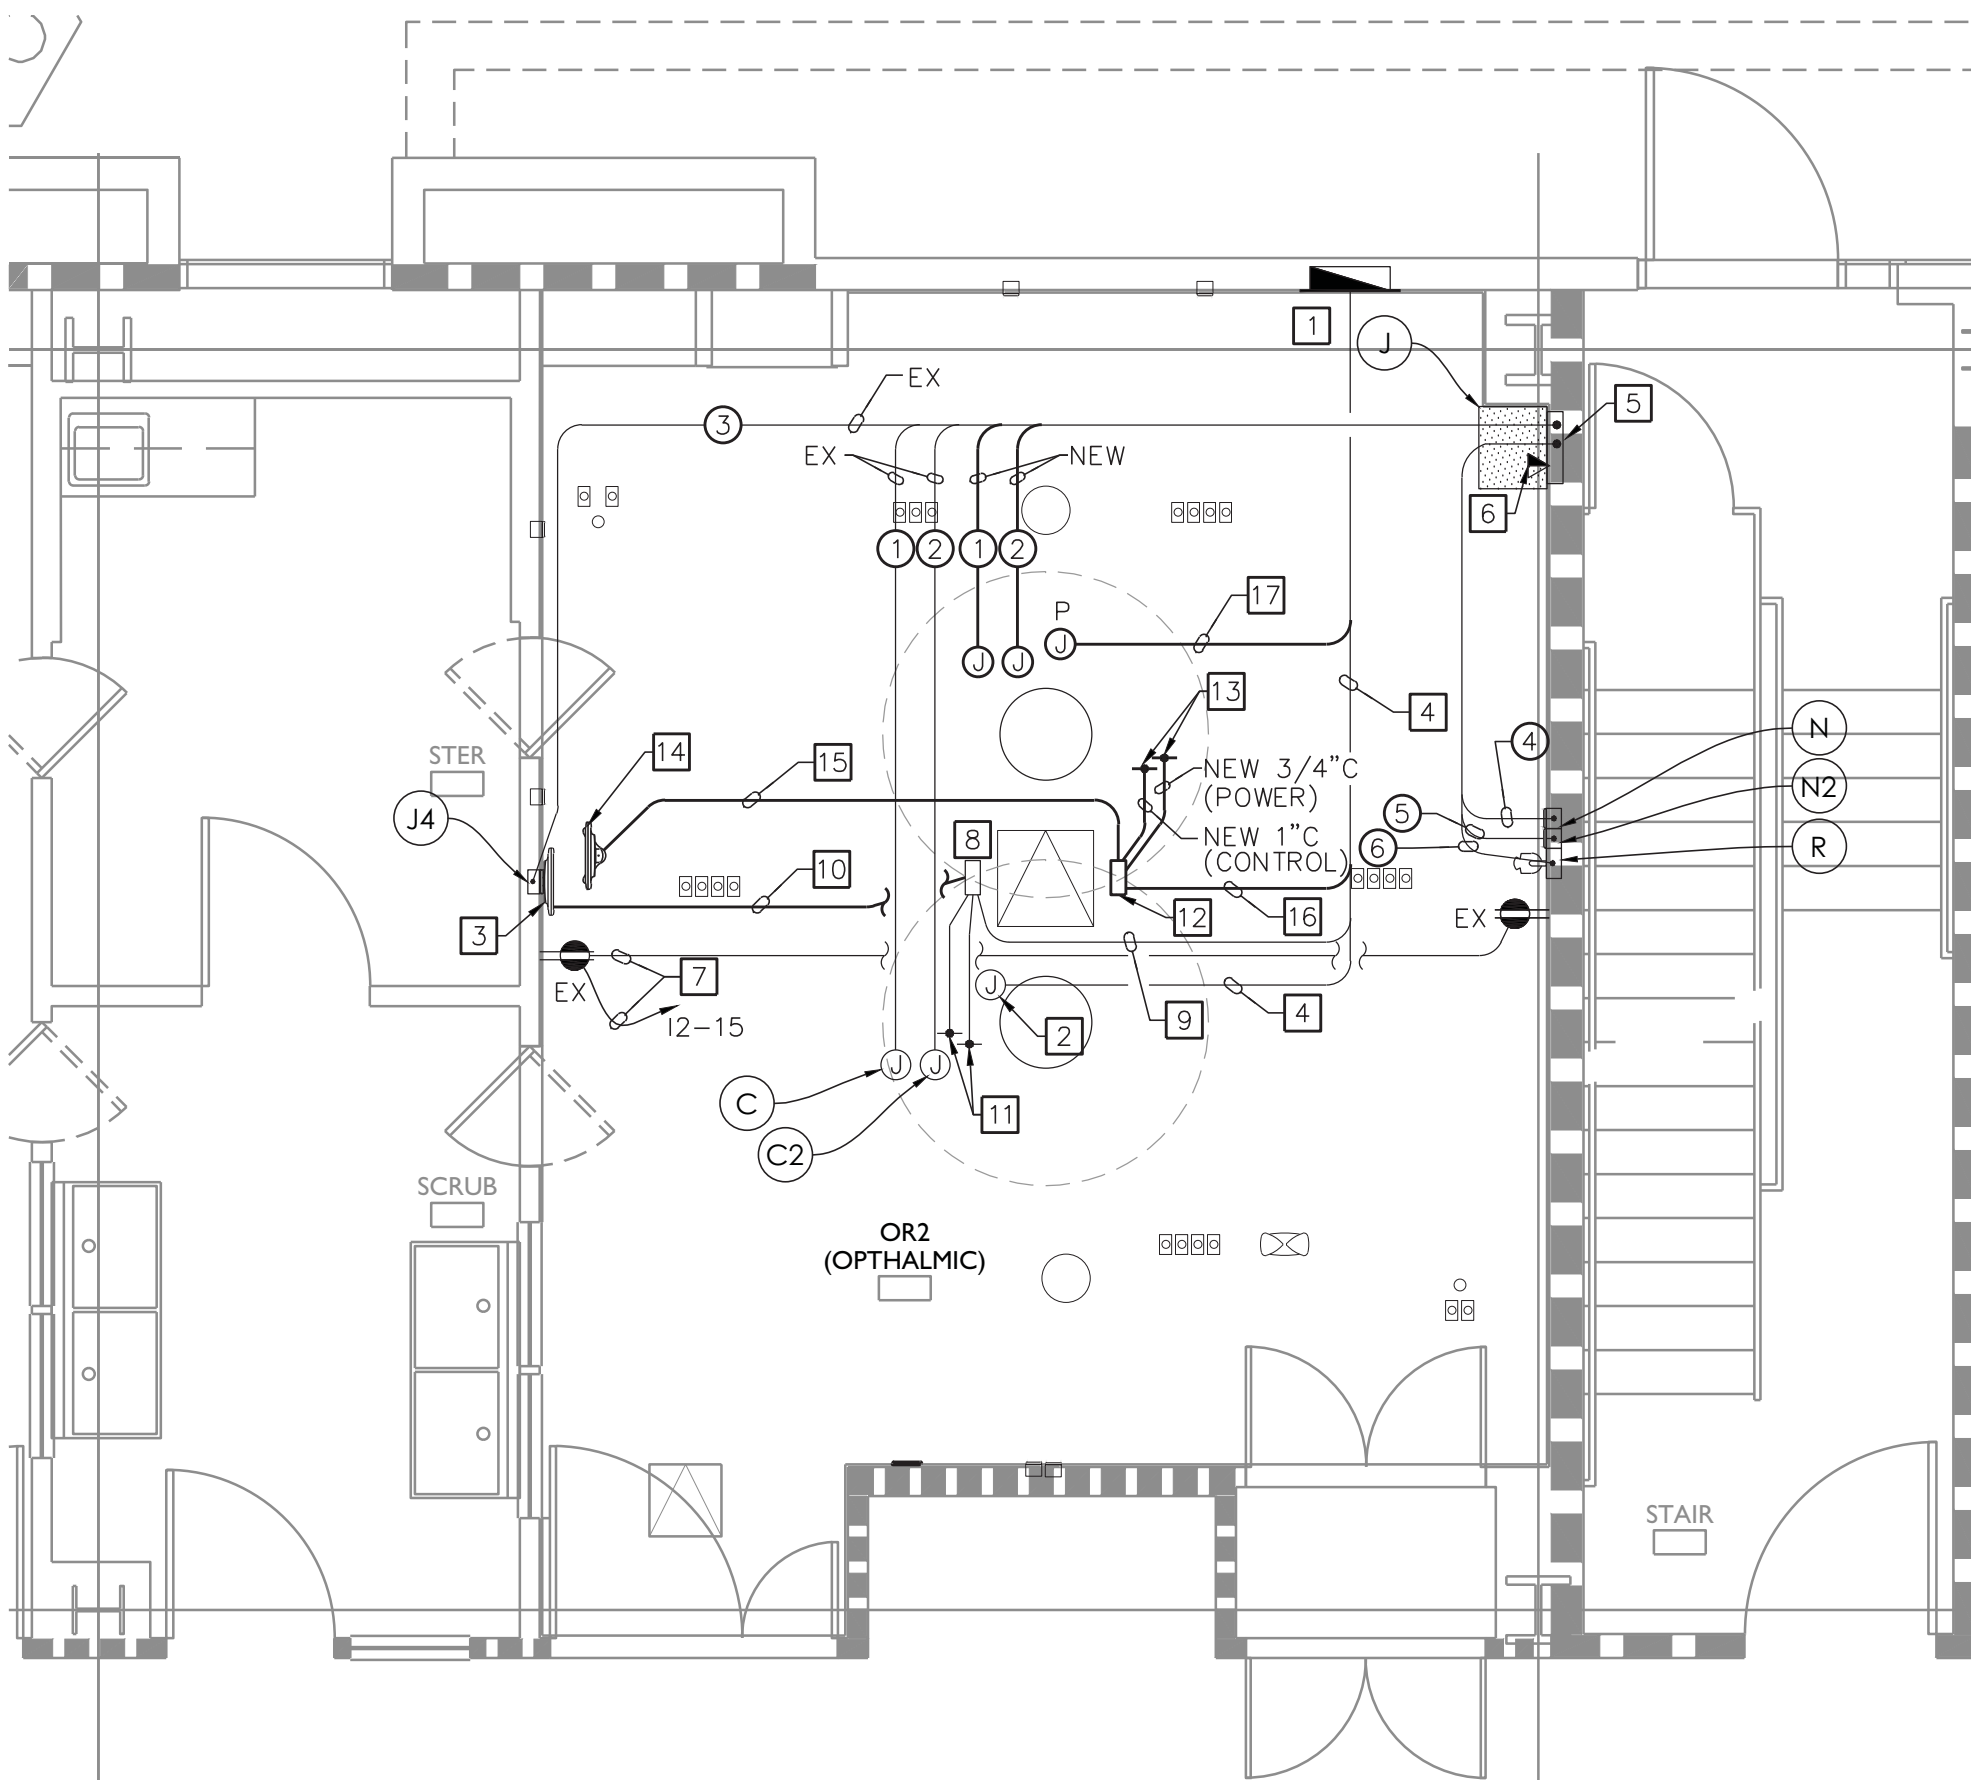 1
J
EX
5
3
EX
NEW
6
1
2
1
2
17
P
J
J
J
13
4
N
4
14
15
STER
NEW 3/4"C
(POWER)
N2
J4
5
8
NEW 1"C
(CONTROL)
6
R
10
3
12
16
EX
7
EX
J
9
4
I2-15
2
J
J
C
11
C2
SCRUB
OR2
(OPTHALMIC)
STAIR